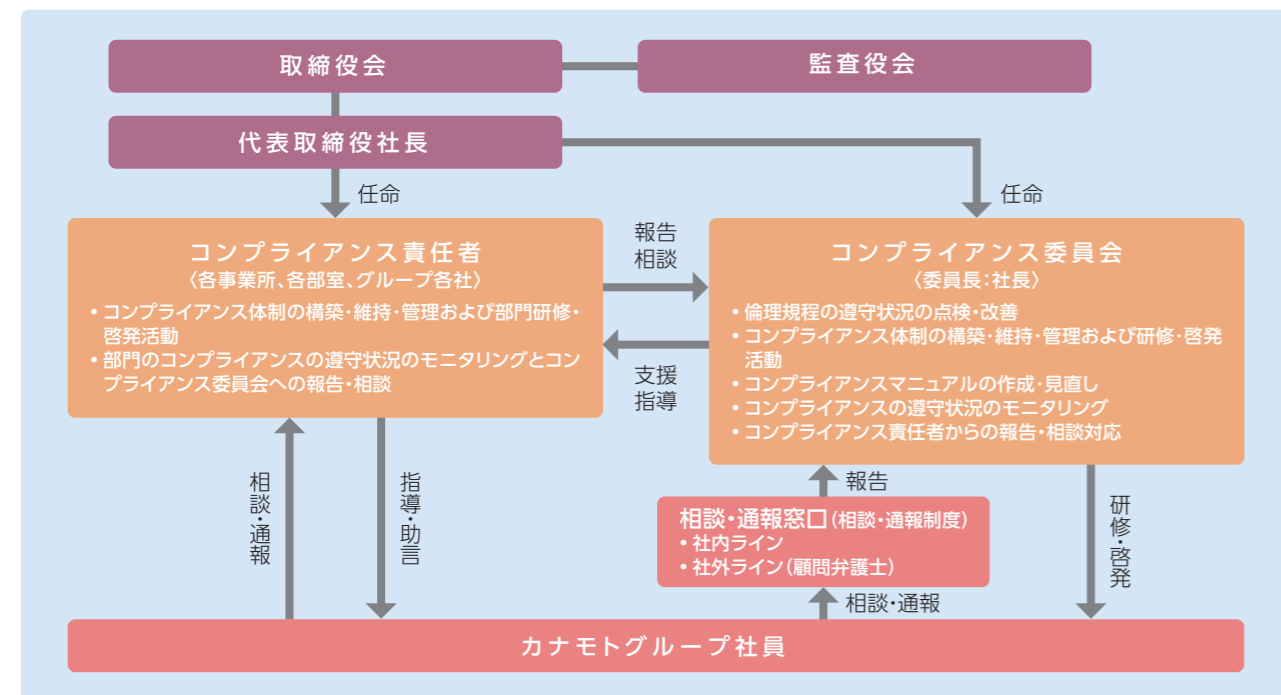 取締役会
監査役会
代表取締役社長
任命
任命
コンプライアンス責任者
〈各事業所、各部室、グループ各社〉
•コンプライアンス体制の構築・維持・管理および部門研修・
啓発活動
•部門のコンプライアンスの遵守状況のモニタリングとコン
プライアンス委員会への報告・相談
報告
相談
支援
指導
コンプライアンス委員会
〈委員長：社長〉
•倫理規程の遵守状況の点検・改善
•コンプライアンス体制の構築・維持・管理および研修・啓発
活動
•コンプライアンスマニュアルの作成・見直し
•コンプライアンスの遵守状況のモニタリング
•コンプライアンス責任者からの報告・相談対応
相談・通報
指導・助言
報告
相談・通報窓口（相談・通報制度）
•社内ライン
•社外ライン（顧問弁護士）
相談・通報
研修・啓発
カナモトグループ社員